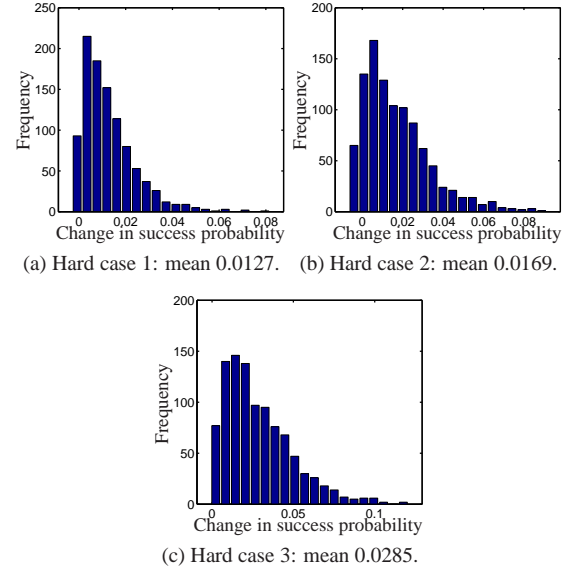 250
200
150
100
50
0
Frequency
0 0.02 0.04 0.06 0.08
Change in success probability
(a) Hard case 1: mean 0.0127.
200
150
100
50
0
Frequency
0 0.02 0.04 0.06 0.08
Change in success probability
(b) Hard case 2: mean 0.0169.
200
150
100
50
0
Frequency
0 0.05 0.1
Change in success probability
(c) Hard case 3: mean 0.0285.